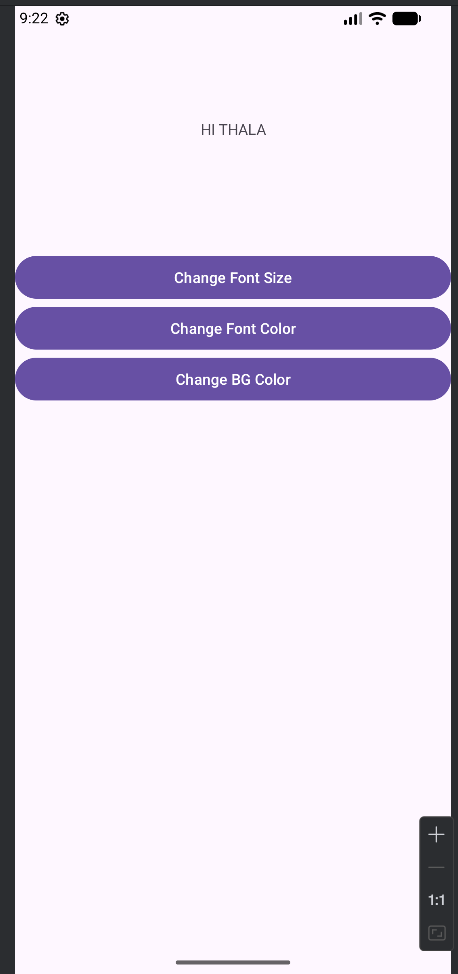 9:22
HI THALA
Change Font Size
Change Font Color
Change BG Color
1:1